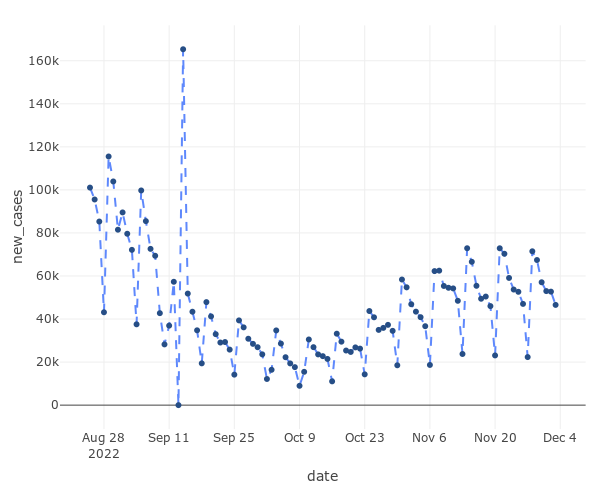 160k
140k
120k
100k
80k
60k
40k
20k
0
new_cases
Aug 28
2022
Sep 11
Sep 25
Oct 9
Oct 23
Nov 6
Nov 20
Dec 4
date